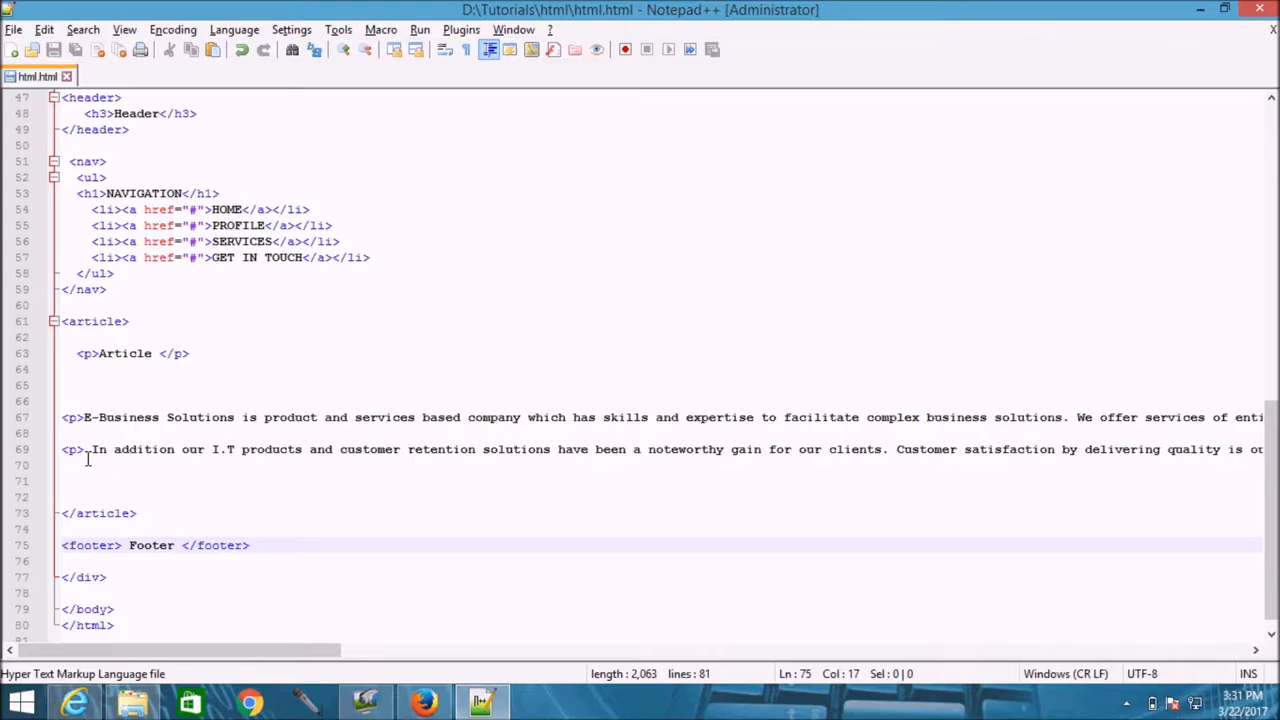 D:\Tutorials\html\html.html - Notepad++ [Administrator]
File Edit Search View Encoding Language Settings Tools Macro Run Plugins Window ? X
html.html
47 <header>
48 <h3>Header</h3>
49 </header>
50
51 <nav>
52 <ul>
53 <h1>NAVIGATION</h1>
54 <li><a href="#">HOME</a></li>
55 <li><a href="#">PROFILE</a></li>
56 <li><a href="#">SERVICES</a></li>
57 <li><a href="#">GET IN TOUCH</a></li>
58 </ul>
59 </nav>
60
61 <article>
62
63 <p>Article </p>
64
65
66
67 <p>E-Business Solutions is product and services based company which has skills and expertise to facilitate complex business solutions. We offer services of enti
68
69 <p> In addition our I.T products and customer retention solutions have been a noteworthy gain for our clients. Customer satisfaction by delivering quality is ou
70
71
72
73 </article>
74
75 <footer> Footer </footer>
76
77 </div>
78
79 </body>
80 </html>
81
Hyper Text Markup Language file length : 2,063 lines : 81 Ln : 75 Col : 17 Sel : 0 | 0 Windows (CR LF) UTF-8 INS
3:31 PM
3/22/2017